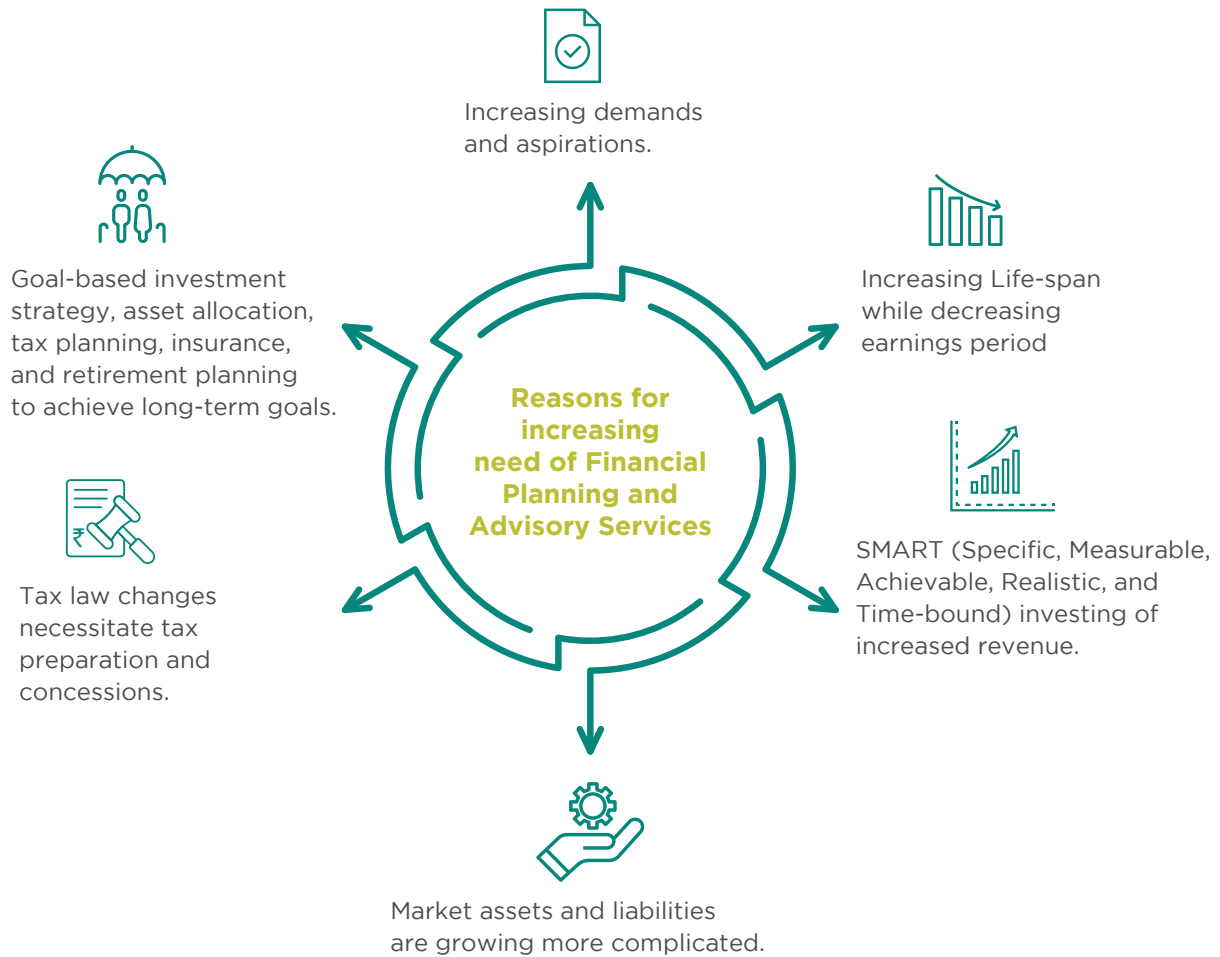 Increasing demands
and aspirations.
Goal-based investment
strategy, asset allocation,
tax planning, insurance,
and retirement planning
to achieve long-term goals.
Increasing Life-span
while decreasing
earnings period
Reasons for
increasing
need of Financial
Planning and
Advisory Services
₹
Tax law changes
necessitate tax
preparation and
concessions.
SMART (Specific, Measurable,
Achievable, Realistic, and
Time-bound) investing of
increased revenue.
Market assets and liabilities
are growing more complicated.